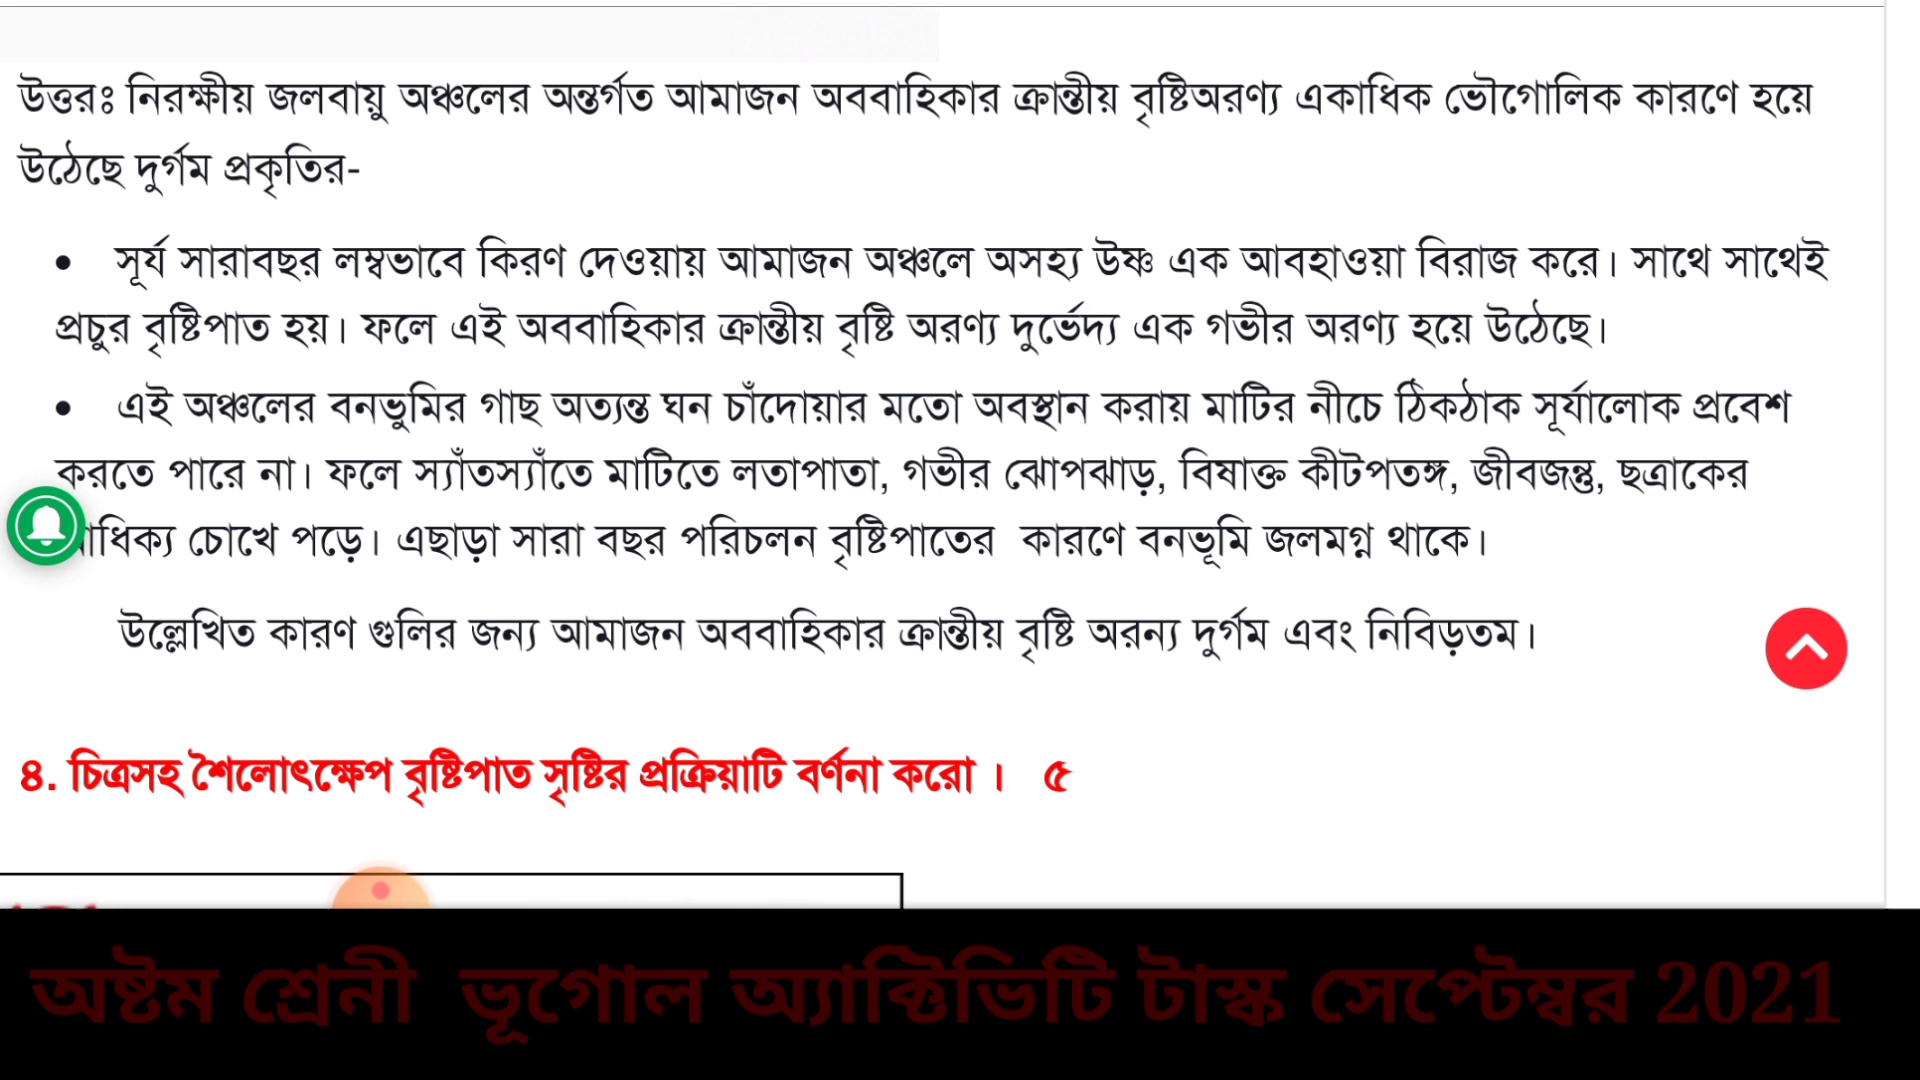 উত্তরঃ নিরক্ষীয় জলবায়ু অঞ্চলের অন্তর্গত আমাজন অববাহিকার ক্রান্তীয় বৃষ্টিঅরণ্য একাধিক ভৌগোলিক কারণে হয়ে
উঠেছে দুর্গম প্রকৃতির-
• সূর্য সারাবছর লম্বভাবে কিরণ দেওয়ায় আমাজন অঞ্চলে অসহ্য উষ্ণ এক আবহাওয়া বিরাজ করে। সাথে সাথেই
প্রচুর বৃষ্টিপাত হয়। ফলে এই অববাহিকার ক্রান্তীয় বৃষ্টি অরণ্য দুর্ভেদ্য এক গভীর অরণ্য হয়ে উঠেছে।
• এই অঞ্চলের বনভুমির গাছ অত্যন্ত ঘন চাঁদোয়ার মতো অবস্থান করায় মাটির নীচে ঠিকঠাক সূর্যালোক প্রবেশ
করতে পারে না। ফলে স্যাঁতস্যাঁতে মাটিতে লতাপাতা, গভীর ঝোপঝাড়, বিষাক্ত কীটপতঙ্গ, জীবজন্তু, ছত্রাকের
াধিক্য চোখে পড়ে। এছাড়া সারা বছর পরিচলন বৃষ্টিপাতের কারণে বনভূমি জলমগ্ন থাকে।
উল্লেখিত কারণ গুলির জন্য আমাজন অববাহিকার ক্রান্তীয় বৃষ্টি অরন্য দুর্গম এবং নিবিড়তম।
৪. চিত্রসহ শৈলোৎক্ষেপ বৃষ্টিপাত সৃষ্টির প্রক্রিয়াটি বর্ণনা করো । ৫
অষ্টম শ্রেনী ভূগোল অ্যাক্টিভিটি টাস্ক সেপ্টেম্বর 2021